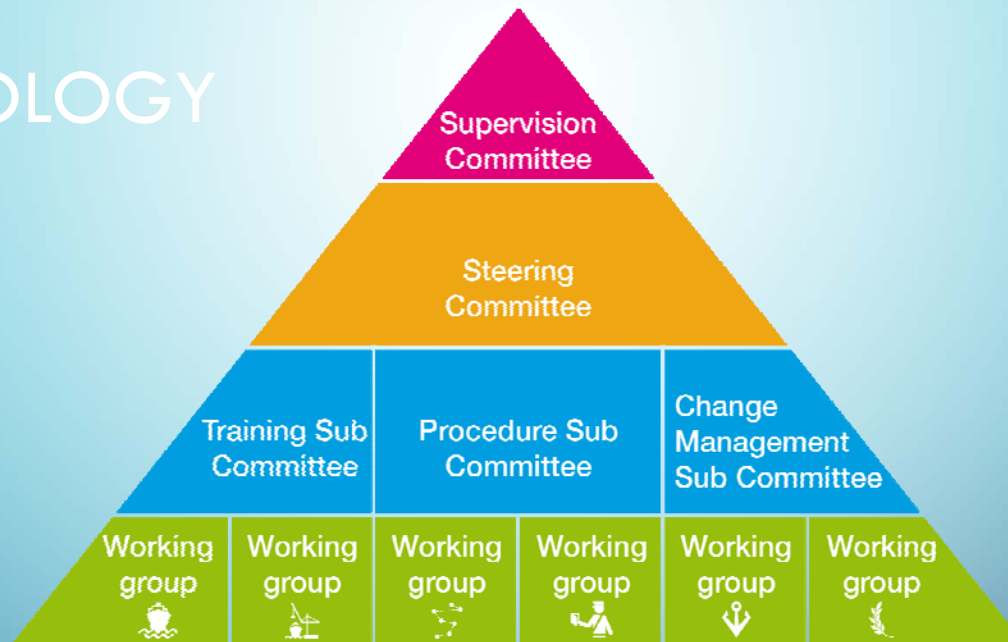 OLOGY
Supervision
Committee
Steering
Committee
Training Sub
Committee
Procedure Sub
Committee
Change
Management
Sub Committee
Working
group
Working
group
Working
group
Working
group
Working
group
Working
group